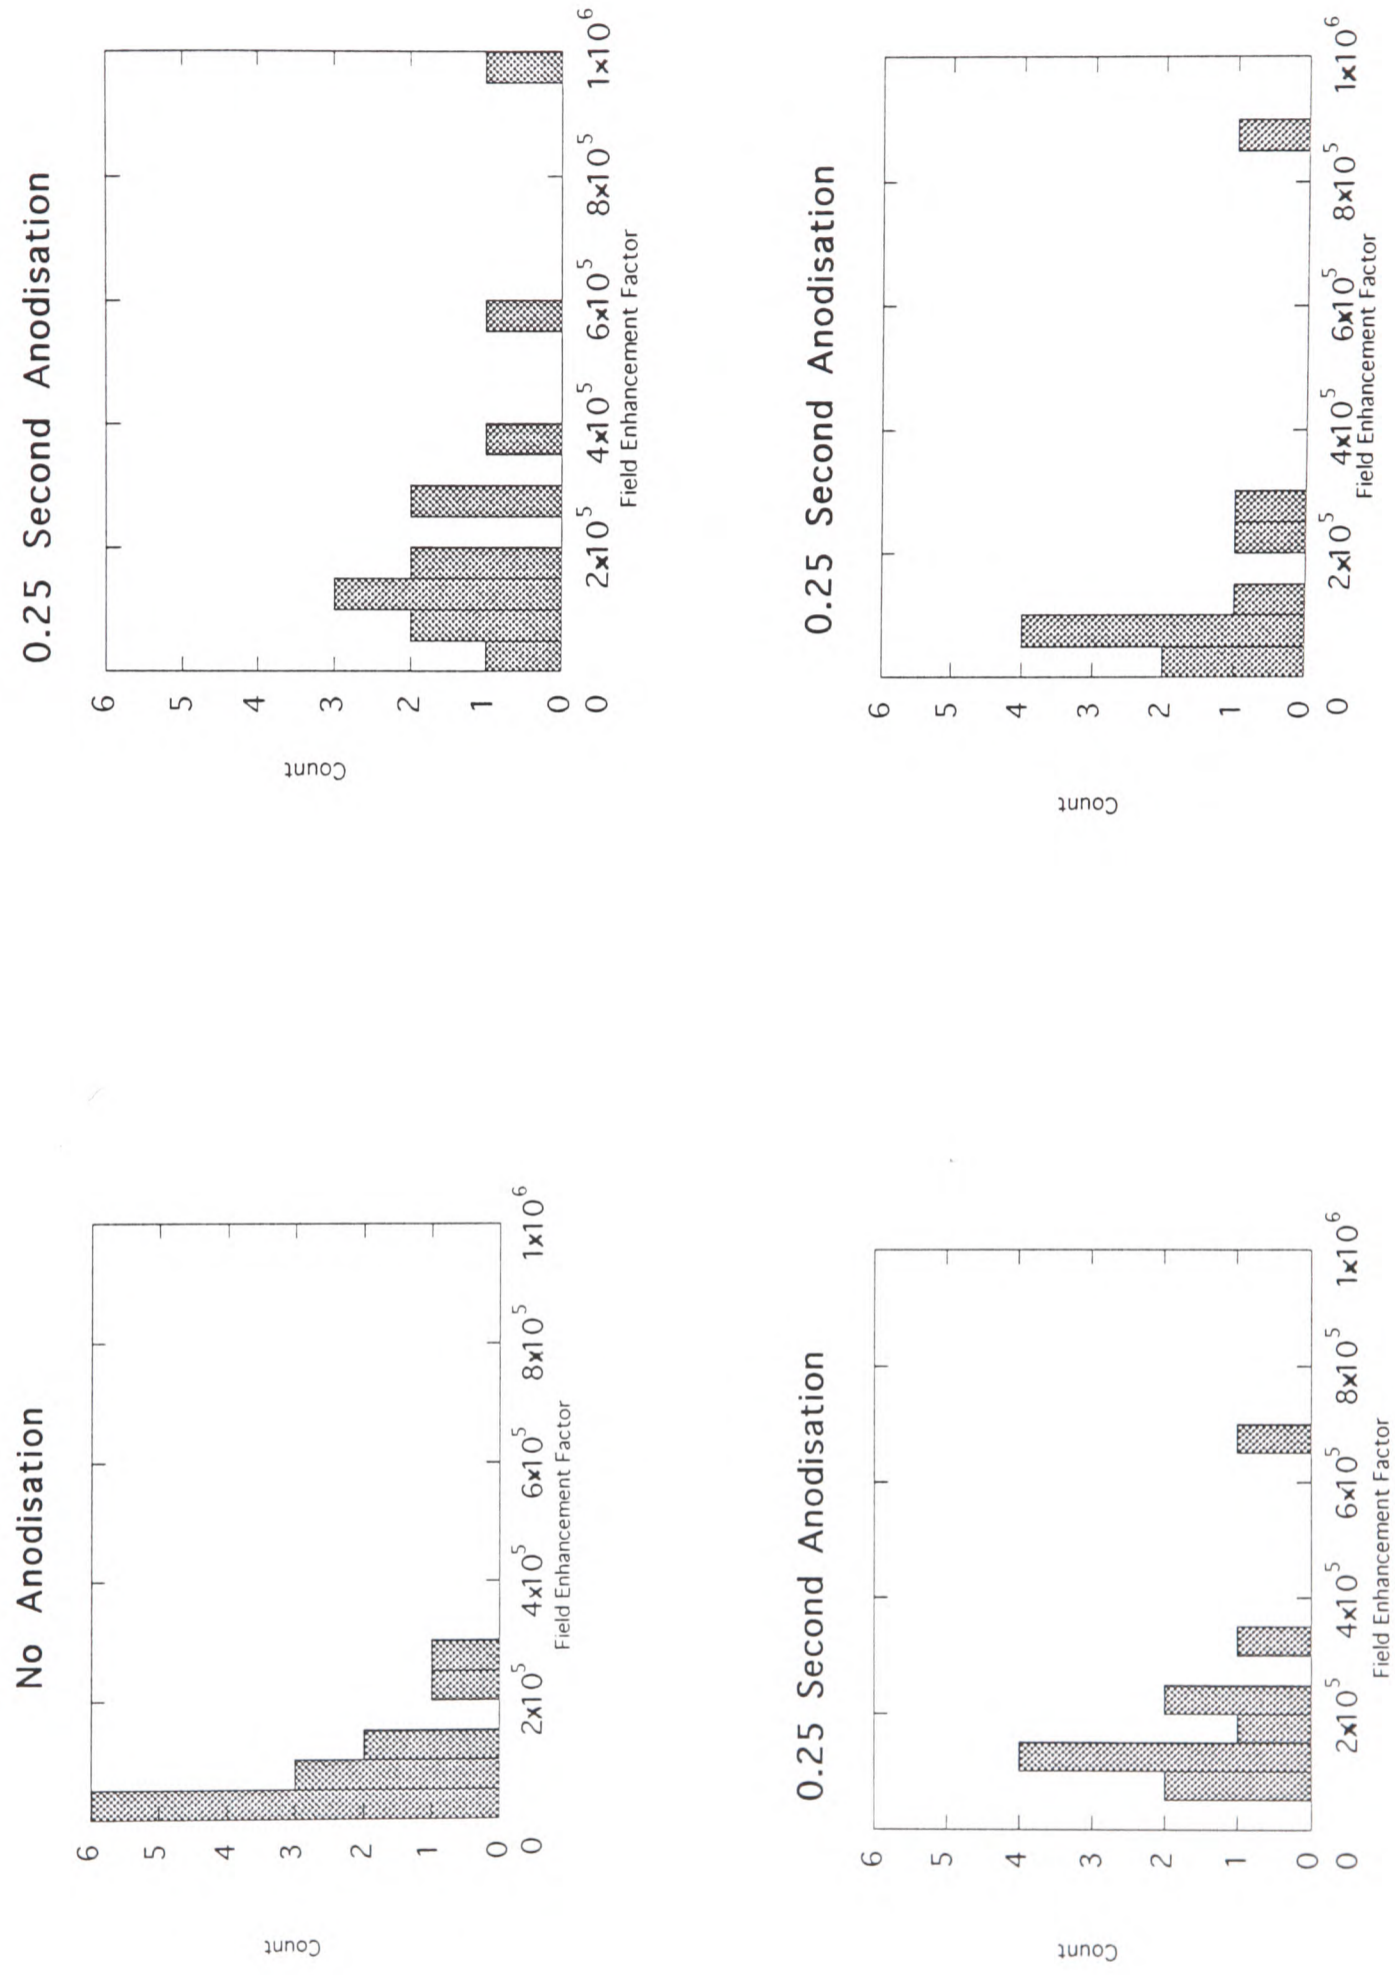 No Anodisation
6
5
4
3
2
1
0
Count
0
2x10^5
4x10^5
6x10^5
8x10^5
1x10^6
Field Enhancement Factor
0.25 Second Anodisation
6
5
4
3
2
1
0
Count
0
2x10^5
4x10^5
6x10^5
8x10^5
1x10^6
Field Enhancement Factor
0.25 Second Anodisation
6
5
4
3
2
1
0
Count
0
2x10^5
4x10^5
6x10^5
8x10^5
1x10^6
Field Enhancement Factor
0.25 Second Anodisation
6
5
4
3
2
1
0
Count
0
2x10^5
4x10^5
6x10^5
8x10^5
1x10^6
Field Enhancement Factor